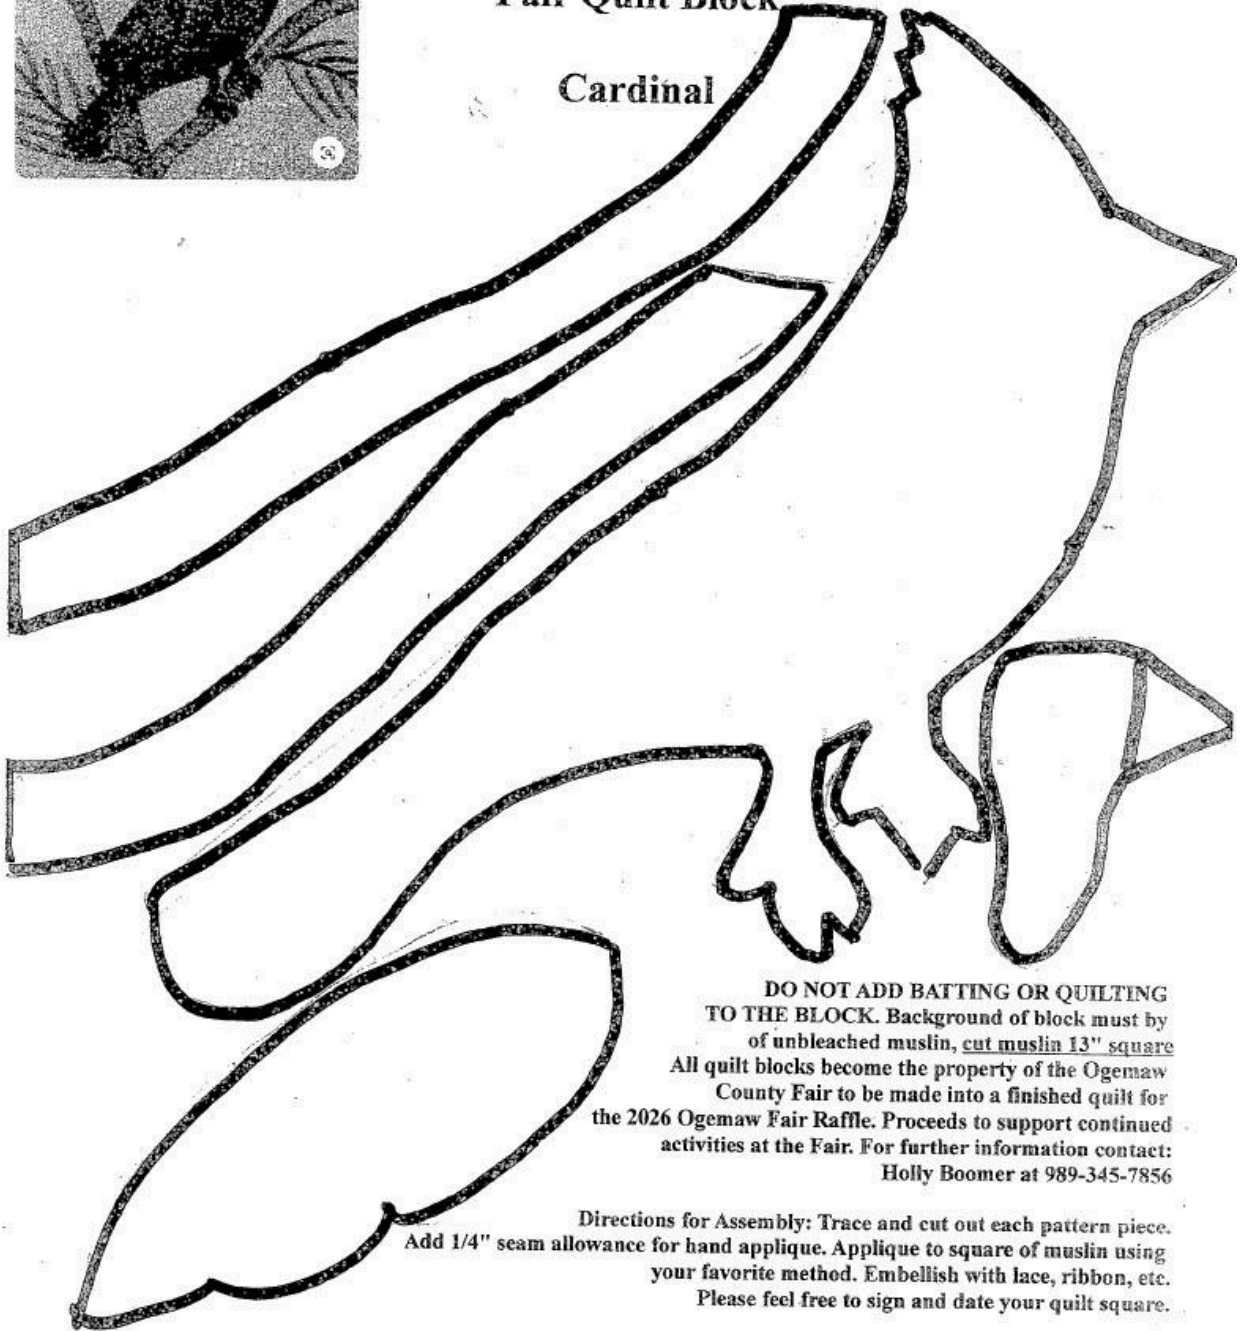 Fair Quilt Block
Cardinal
DO NOT ADD BATTING OR QUILTING
TO THE BLOCK. Background of block must by
of unbleached muslin, cut muslin 13" square
All quilt blocks become the property of the Ogemaw
County Fair to be made into a finished quilt for
the 2026 Ogemaw Fair Raffle. Proceeds to support continued
activities at the Fair. For further information contact:
Holly Boomer at 989-345-7856
Directions for Assembly: Trace and cut out each pattern piece.
Add 1/4" seam allowance for hand applique. Applique to square of muslin using
your favorite method. Embellish with lace, ribbon, etc.
Please feel free to sign and date your quilt square.